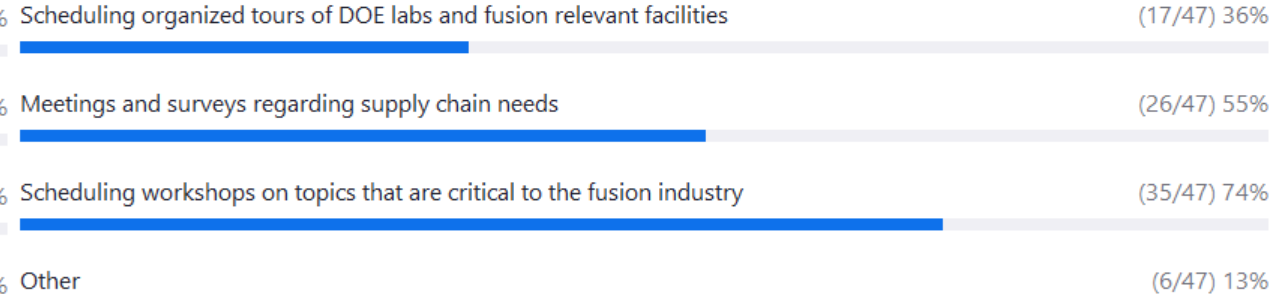 Scheduling organized tours of DOE labs and fusion relevant facilities (17/47) 36%
Meetings and surveys regarding supply chain needs (26/47) 55%
Scheduling workshops on topics that are critical to the fusion industry (35/47) 74%
Other (6/47) 13%